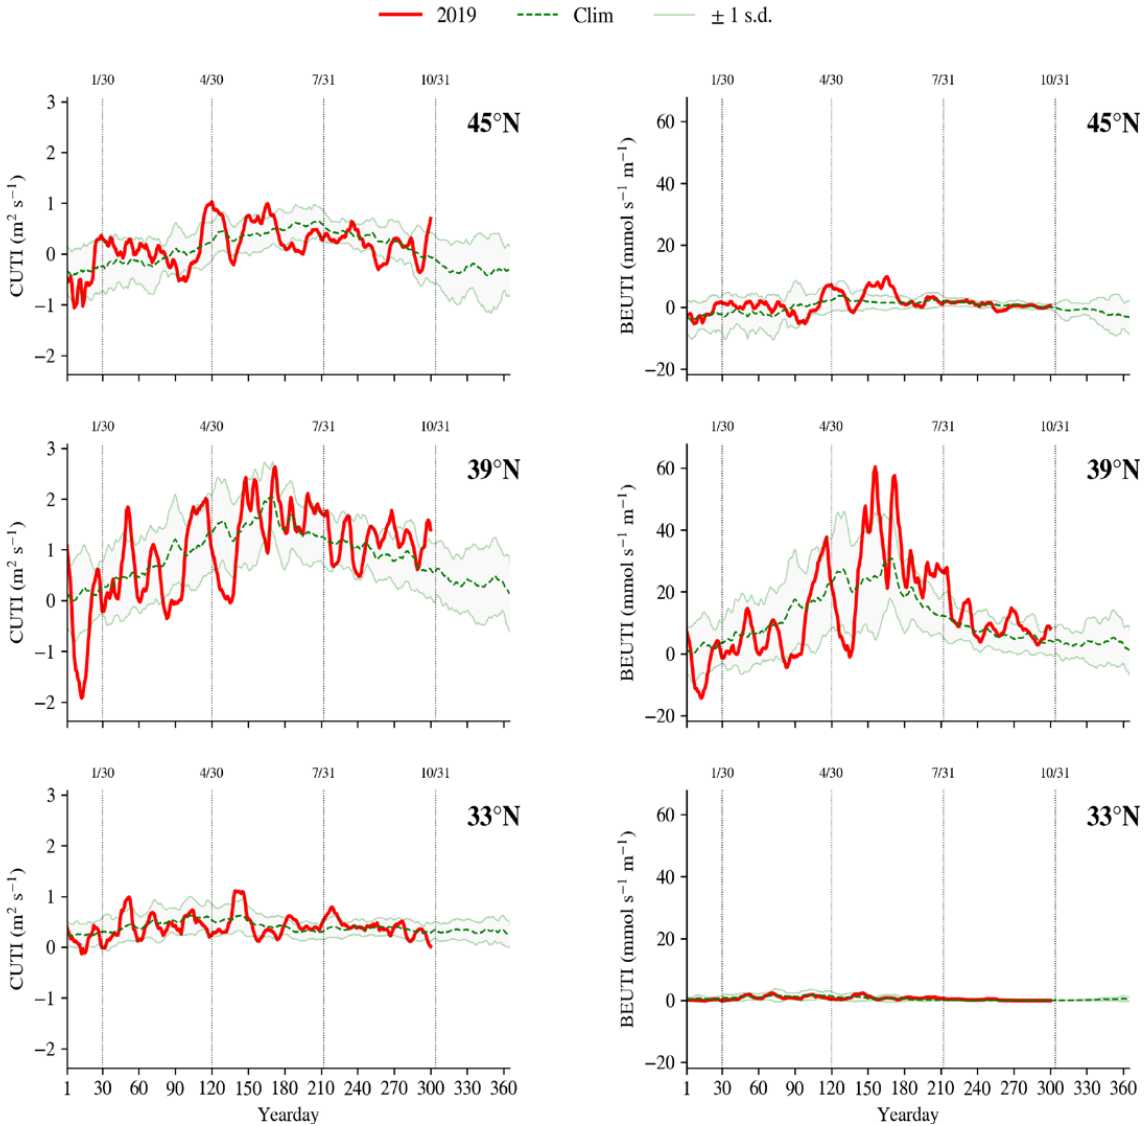 2019 Clim ± 1 s.d.
1/30 4/30 7/31 10/31
45°N
CUTI (m² s⁻¹)
3
2
1
0
−1
−2
1/30 4/30 7/31 10/31
45°N
BEUTI (mmol s⁻¹ m⁻¹)
60
40
20
0
−20
1/30 4/30 7/31 10/31
39°N
CUTI (m² s⁻¹)
3
2
1
0
−1
−2
1/30 4/30 7/31 10/31
39°N
BEUTI (mmol s⁻¹ m⁻¹)
60
40
20
0
−20
1/30 4/30 7/31 10/31
33°N
CUTI (m² s⁻¹)
3
2
1
0
−1
−2
1 30 60 90 120 150 180 210 240 270 300 330 360
Yearday
1/30 4/30 7/31 10/31
33°N
BEUTI (mmol s⁻¹ m⁻¹)
60
40
20
0
−20
1 30 60 90 120 150 180 210 240 270 300 330 360
Yearday